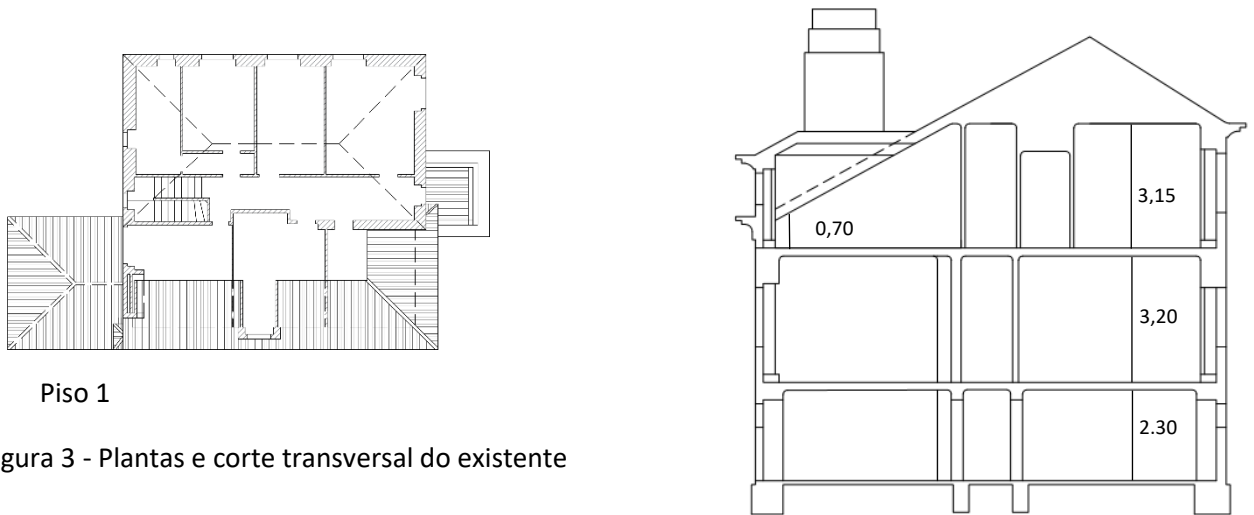 3,15
0,70
3,20
Piso 1
2.30
gura 3 - Plantas e corte transversal do existente